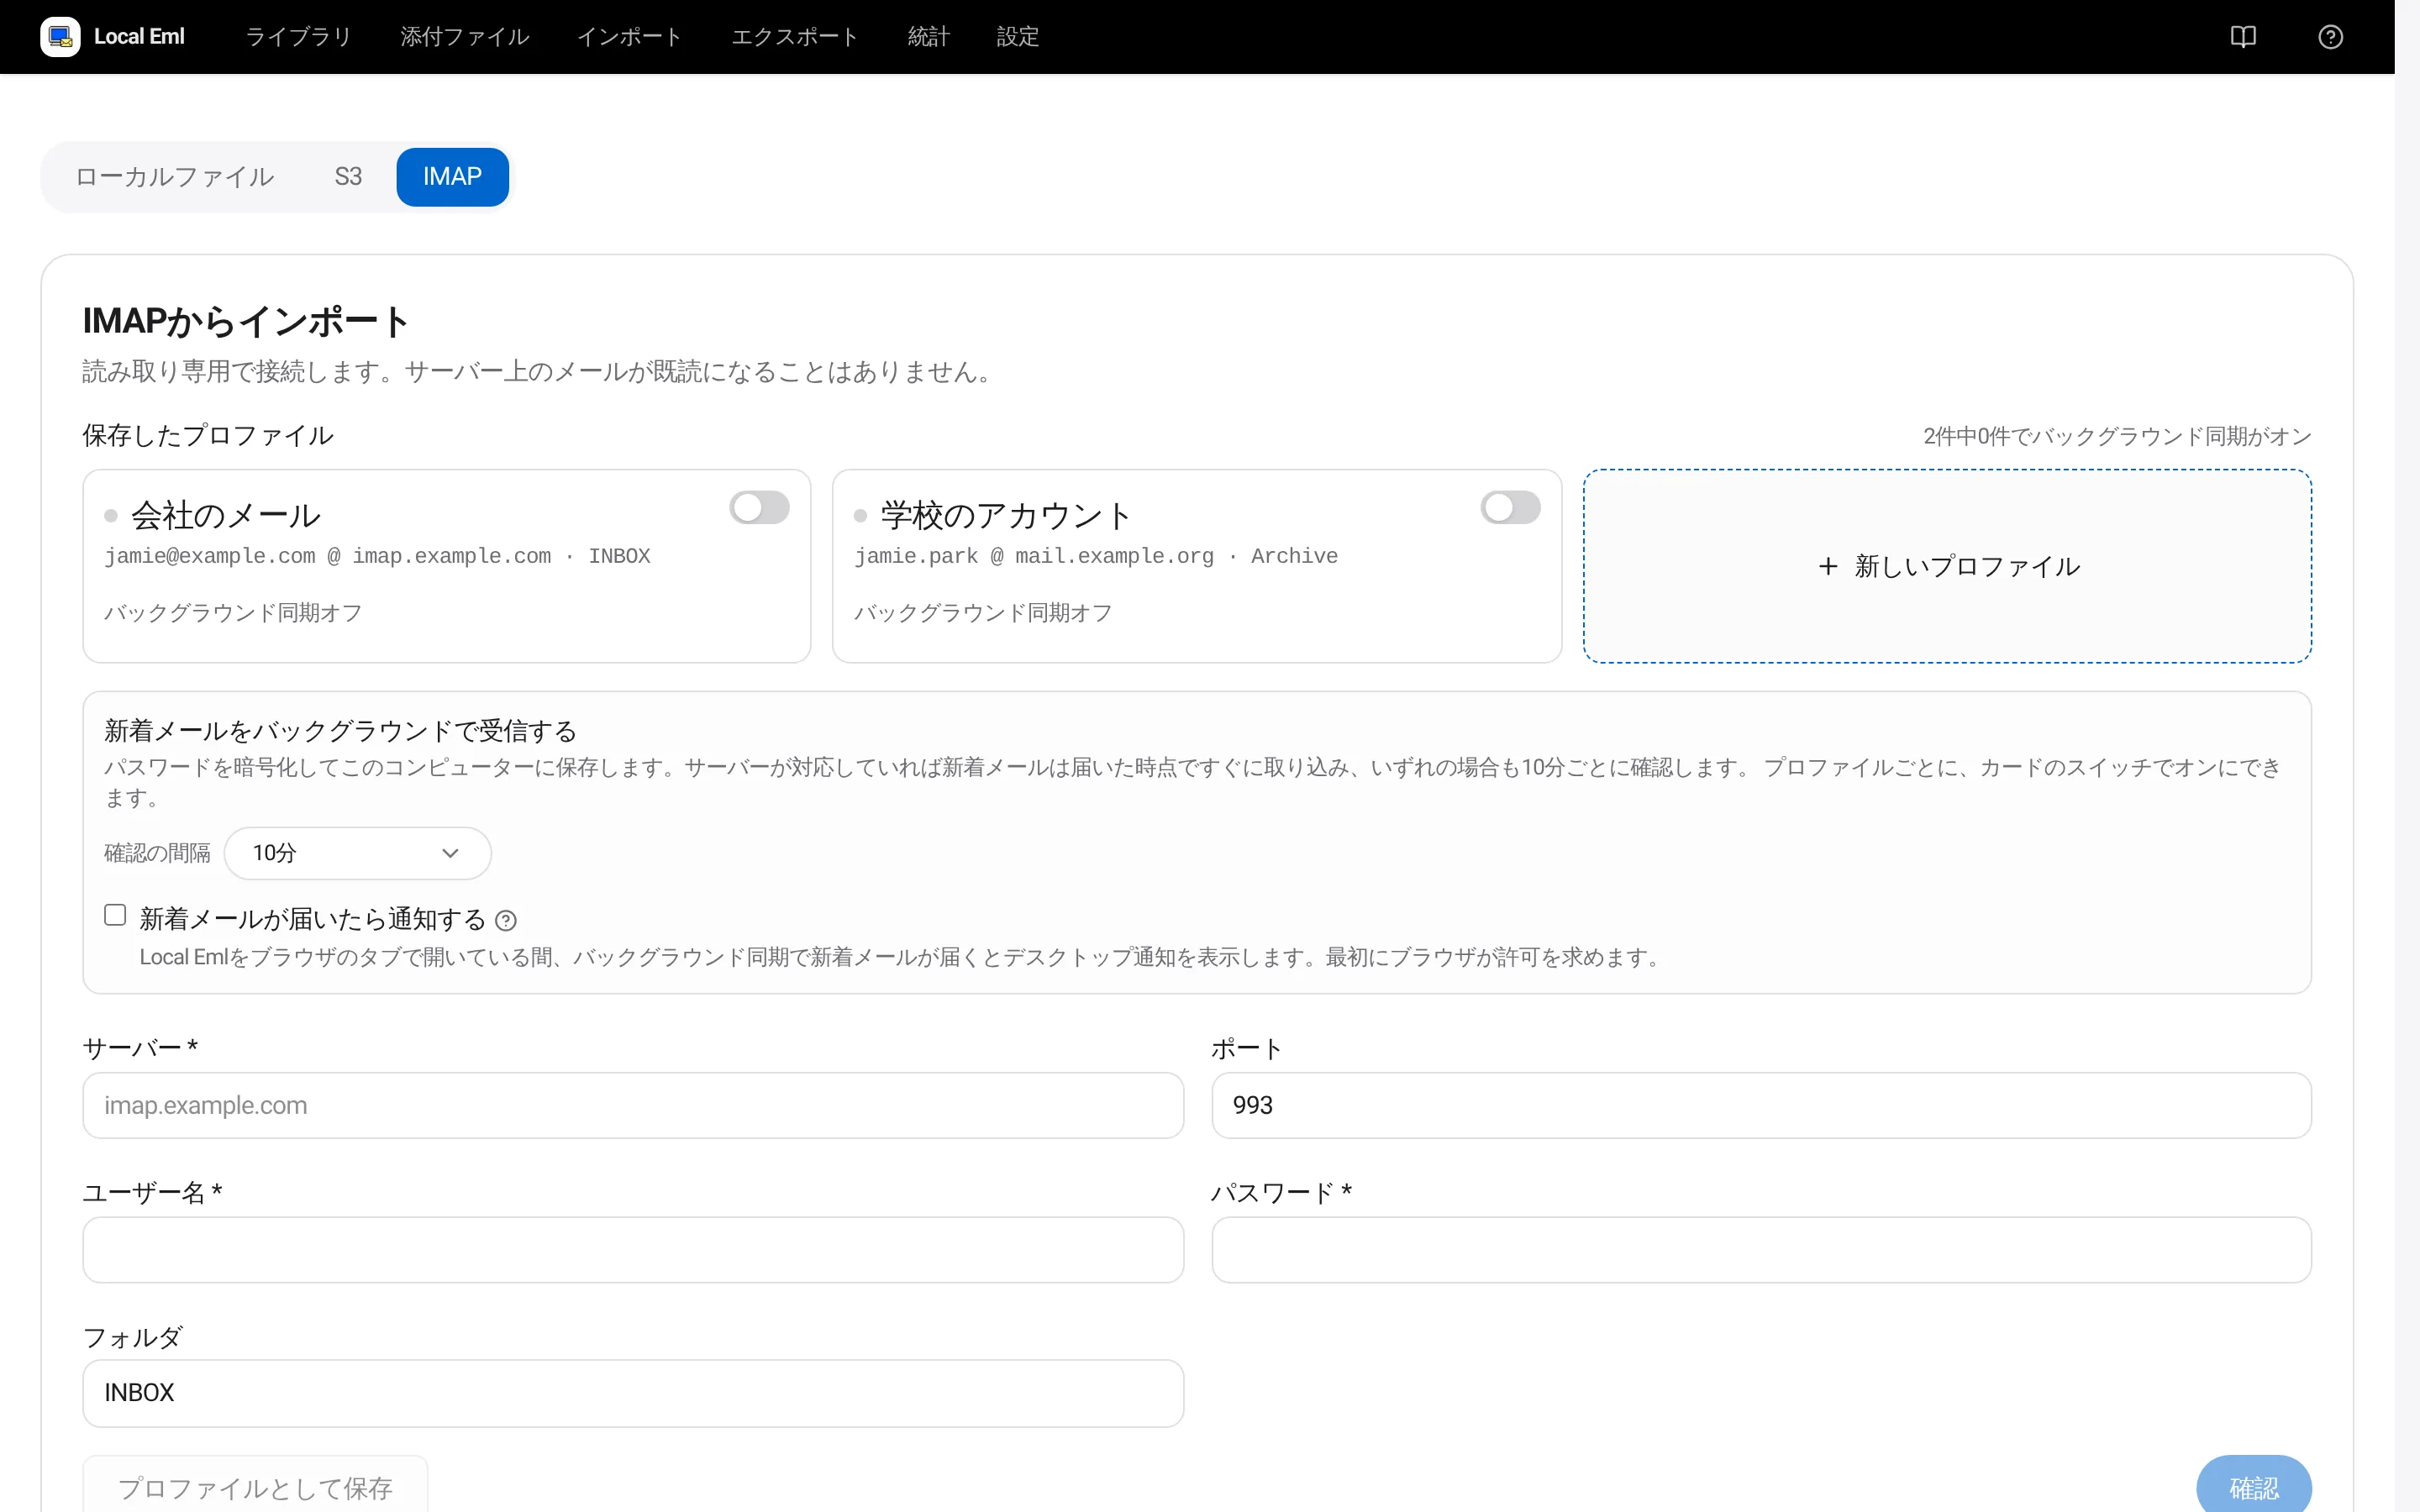 Local Eml ライブラリ 添付ファイル インポート エクスポート 統計 設定
ローカルファイル S3 IMAP
IMAPからインポート
読み取り専用で接続します。サーバー上のメールが既読になることはありません。
保存したプロファイル 2件中0件でバックグラウンド同期がオン
会社のメール
jamie@example.com @ imap.example.com · INBOX
バックグラウンド同期オフ
学校のアカウント
jamie.park @ mail.example.org · Archive
バックグラウンド同期オフ
+ 新しいプロファイル
新着メールをバックグラウンドで受信する
パスワードを暗号化してこのコンピューターに保存します。サーバーが対応していれば新着メールは届いた時点ですぐに取り込み、いずれの場合も10分ごとに確認します。 プロファイルごとに、カードのスイッチでオンにでき
ます。
確認の間隔 10分
新着メールが届いたら通知する
Local Emlをブラウザのタブで開いている間、バックグラウンド同期で新着メールが届くとデスクトップ通知を表示します。最初にブラウザが許可を求めます。
サーバー * ポート
imap.example.com 993
ユーザー名 * パスワード *
フォルダ
INBOX
プロファイルとして保存 確認